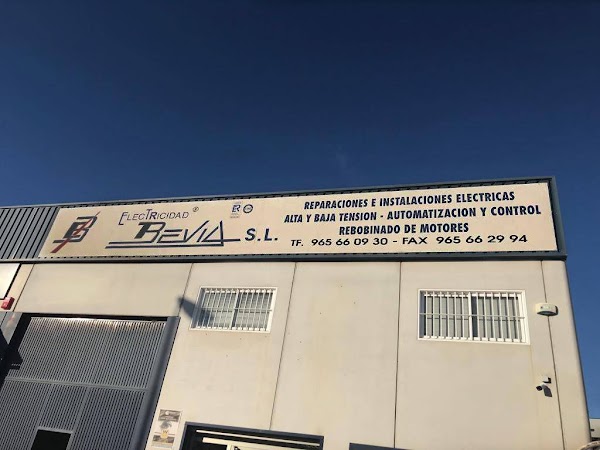 ELECTRICIDAD ®
BEVIA S.L.
REPARACIONES E INSTALACIONES ELECTRICAS
ALTA Y BAJA TENSION - AUTOMATIZACION Y CONTROL
REBOBINADO DE MOTORES
TF. 965 66 09 30 - FAX 965 66 29 94